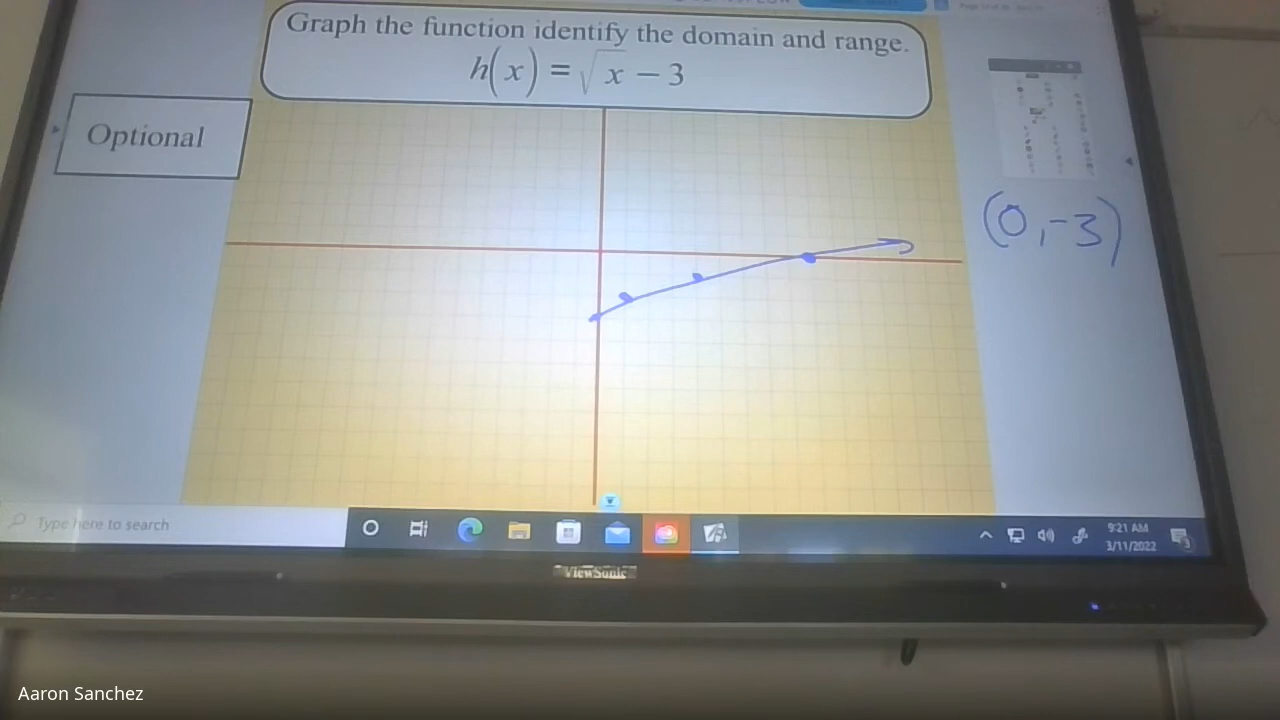 Graph the function identify the domain and range.
h(x) = √x − 3
Optional
(0,-3)
Type here to search
9:21 AM
3/11/2022
ViewSonic
Aaron Sanchez